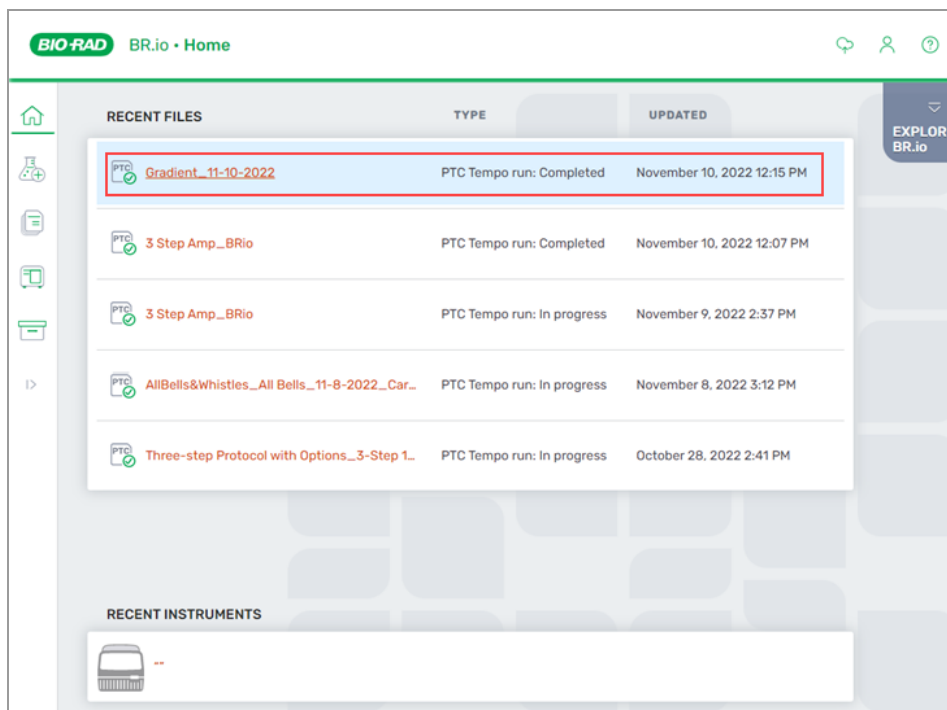 BIO-RAD BR.io • Home
RECENT FILES TYPE UPDATED
EXPLOR
BR.io
PTC Gradient_11-10-2022 PTC Tempo run: Completed November 10, 2022 12:15 PM
PTC 3 Step Amp_BRio PTC Tempo run: Completed November 10, 2022 12:07 PM
PTC 3 Step Amp_BRio PTC Tempo run: In progress November 9, 2022 2:37 PM
PTC AllBells&Whistles_All Bells_11-8-2022_Car... PTC Tempo run: In progress November 8, 2022 3:12 PM
PTC Three-step Protocol with Options_3-Step 1... PTC Tempo run: In progress October 28, 2022 2:41 PM
RECENT INSTRUMENTS
--